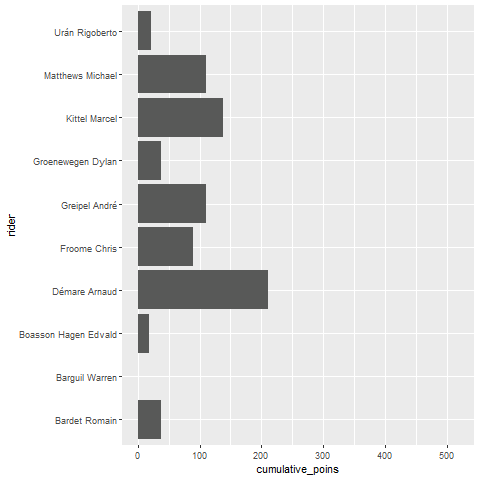 Urán Rigoberto
Matthews Michael
Kittel Marcel
Groenewegen Dylan
Greipel André
Froome Chris
Démare Arnaud
Boasson Hagen Edvald
Barguil Warren
Bardet Romain
rider
0 100 200 300 400 500
cumulative_poins